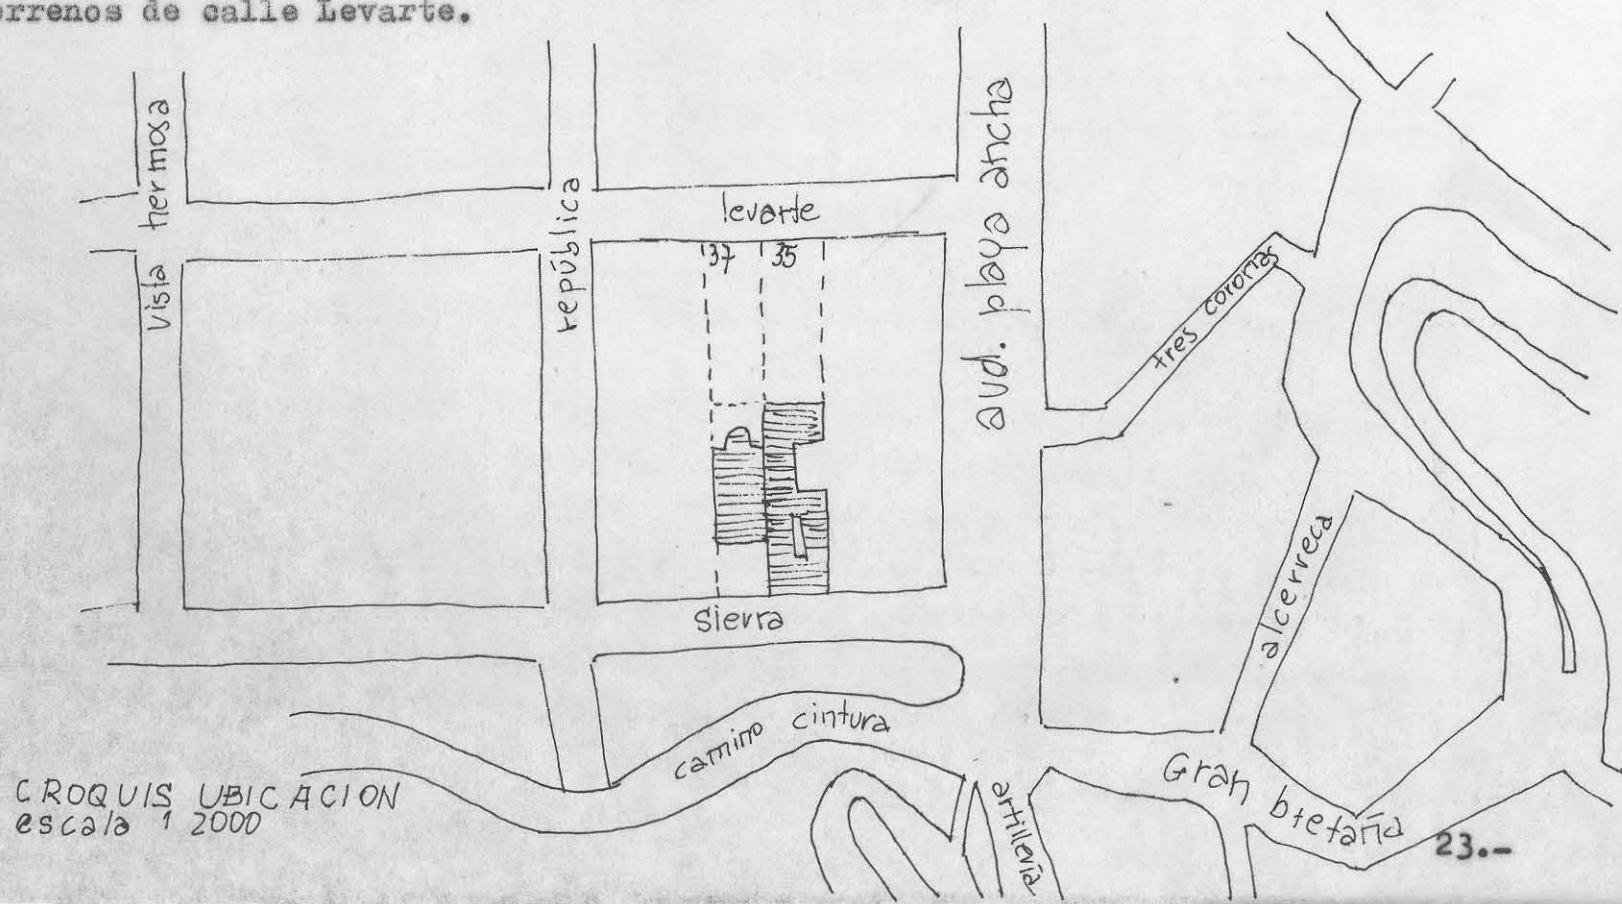 errenos de calle Levarte.
vista hermosa
república
levarte
37 35
avd. playa ancha
tres coronas
alcerreca
sierra
camino cintura
Gran bretaña
artillería
CROQUIS UBICACION
escala 1 2000
23.-